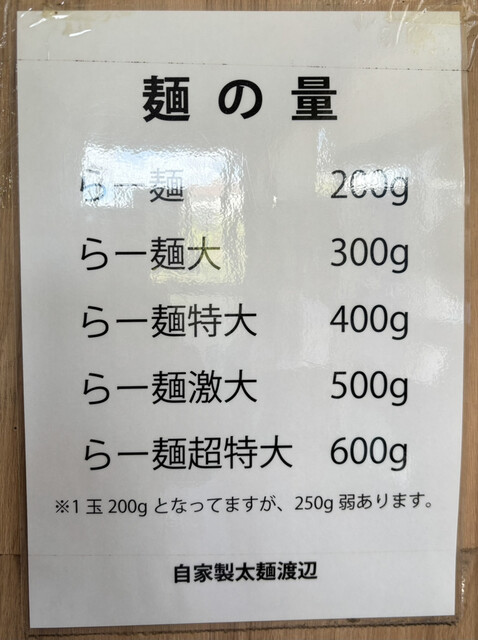 麺の量
らー麺 200g
らー麺大 300g
らー麺特大 400g
らー麺激大 500g
らー麺超特大 600g
※1玉200gとなってますが、250g弱あります。
自家製太麺渡辺